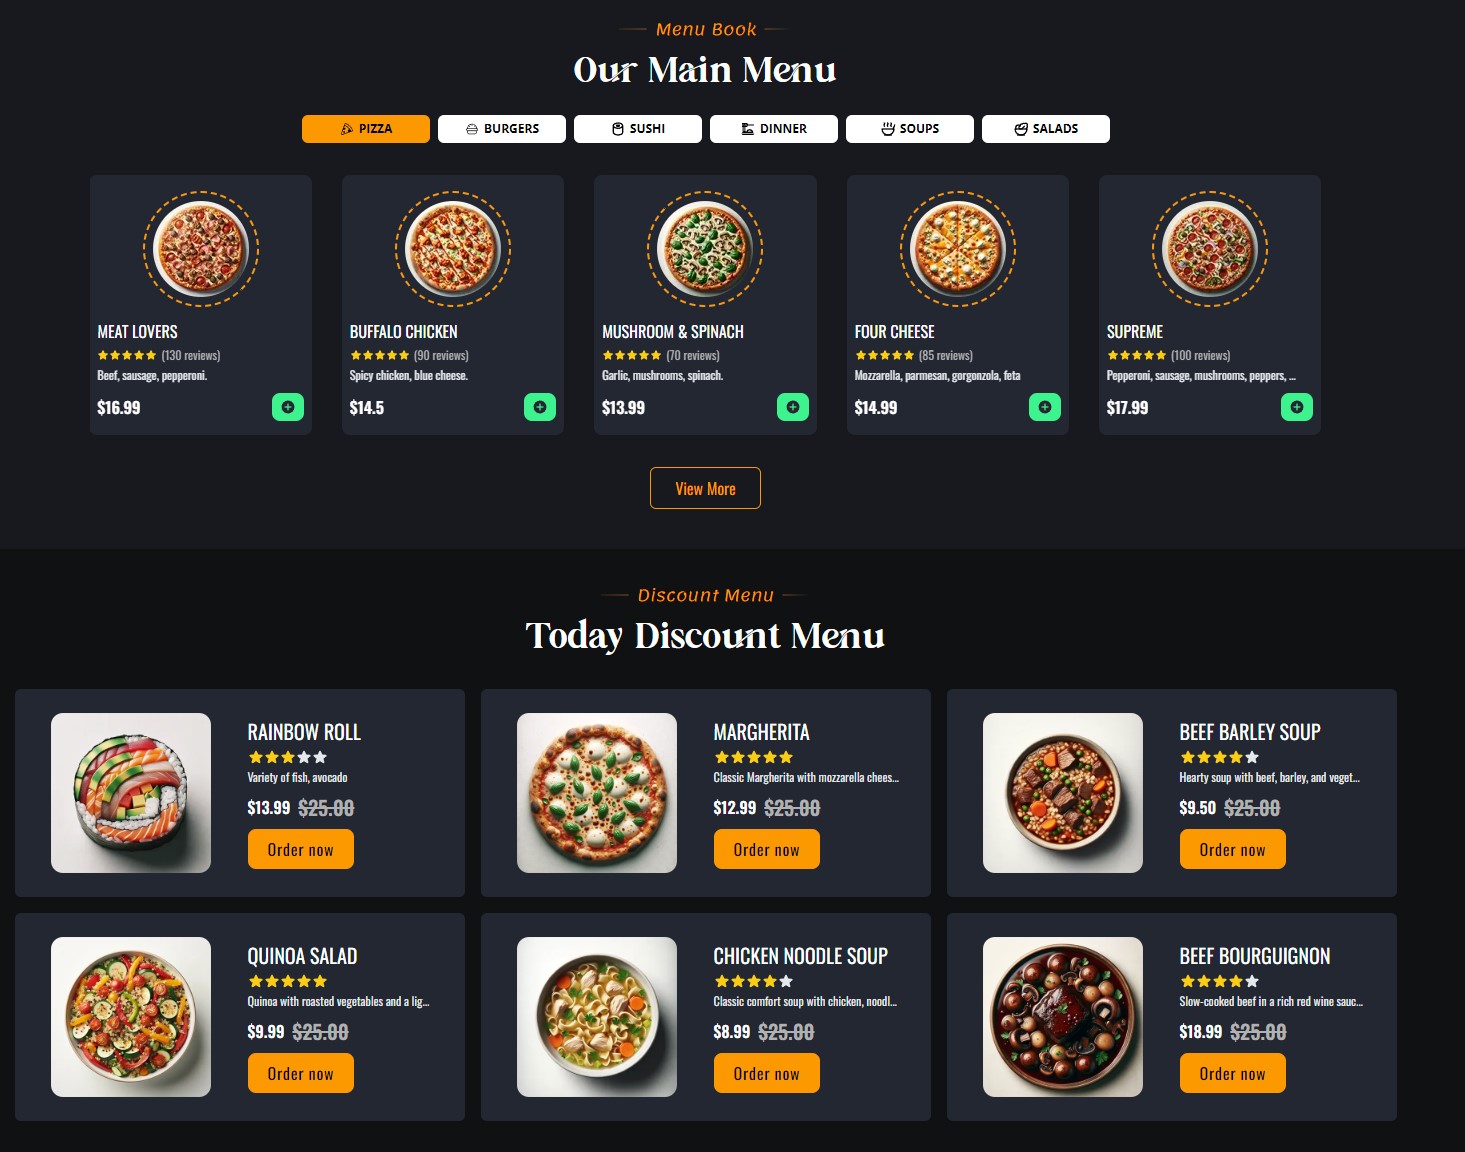 Menu Book
Our Main Menu
PIZZA
BURGERS
SUSHI
DINNER
SOUPS
SALADS
MEAT LOVERS
(130 reviews)
Beef, sausage, pepperoni.
$16.99
BUFFALO CHICKEN
(90 reviews)
Spicy chicken, blue cheese.
$14.5
MUSHROOM & SPINACH
(70 reviews)
Garlic, mushrooms, spinach.
$13.99
FOUR CHEESE
(85 reviews)
Mozzarella, parmesan, gorgonzola, feta
$14.99
SUPREME
(100 reviews)
Pepperoni, sausage, mushrooms, peppers, ...
$17.99
View More
Discount Menu
Today Discount Menu
RAINBOW ROLL
Variety of fish, avocado
$13.99 $25.00
Order now
MARGHERITA
Classic Margherita with mozzarella chees...
$12.99 $25.00
Order now
BEEF BARLEY SOUP
Hearty soup with beef, barley, and veget...
$9.50 $25.00
Order now
QUINOA SALAD
Quinoa with roasted vegetables and a lig...
$9.99 $25.00
Order now
CHICKEN NOODLE SOUP
Classic comfort soup with chicken, noodl...
$8.99 $25.00
Order now
BEEF BOURGUIGNON
Slow-cooked beef in a rich red wine sauc...
$18.99 $25.00
Order now